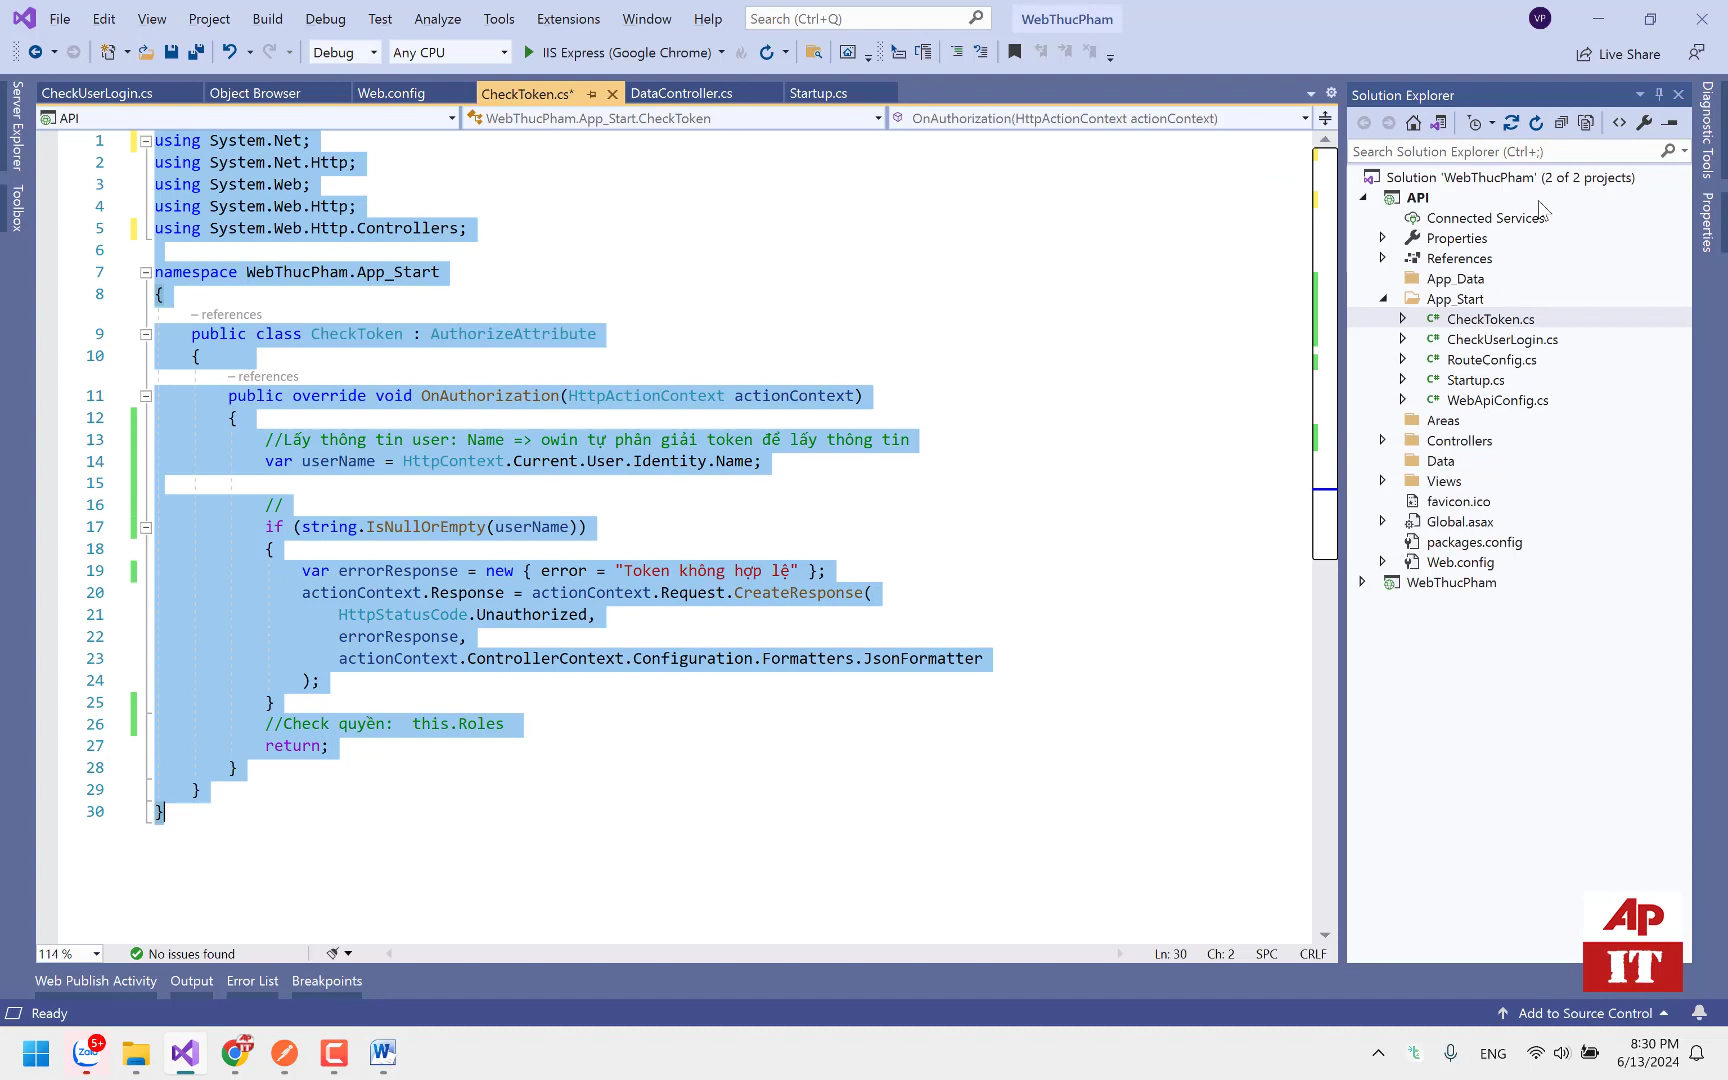 File Edit View Project Build Debug Test Analyze Tools Extensions Window Help Search (Ctrl+Q) WebThucPham VP
Debug Any CPU IIS Express (Google Chrome) Live Share
Server Explorer
Toolbox
CheckUserLogin.cs Object Browser Web.config CheckToken.cs* DataController.cs Startup.cs
API WebThucPham.App_Start.CheckToken OnAuthorization(HttpActionContext actionContext)
1 using System.Net;
2 using System.Net.Http;
3 using System.Web;
4 using System.Web.Http;
5 using System.Web.Http.Controllers;
6
7 namespace WebThucPham.App_Start
8 {
– references
9 public class CheckToken : AuthorizeAttribute
10 {
– references
11 public override void OnAuthorization(HttpActionContext actionContext)
12 {
13 //Lấy thông tin user: Name => owin tự phân giải token để lấy thông tin
14 var userName = HttpContext.Current.User.Identity.Name;
15
16 //
17 if (string.IsNullOrEmpty(userName))
18 {
19 var errorResponse = new { error = "Token không hợp lệ" };
20 actionContext.Response = actionContext.Request.CreateResponse(
21 HttpStatusCode.Unauthorized,
22 errorResponse,
23 actionContext.ControllerContext.Configuration.Formatters.JsonFormatter
24 );
25 }
26 //Check quyền: this.Roles
27 return;
28 }
29 }
30 }
114 % No issues found Ln: 30 Ch: 2 SPC CRLF
Solution Explorer
Search Solution Explorer (Ctrl+;)
Solution 'WebThucPham' (2 of 2 projects)
API
Connected Services
Properties
References
App_Data
App_Start
C# CheckToken.cs
C# CheckUserLogin.cs
C# RouteConfig.cs
C# Startup.cs
C# WebApiConfig.cs
Areas
Controllers
Data
Views
favicon.ico
Global.asax
packages.config
Web.config
WebThucPham
Diagnostic Tools
Properties
AP
IT
Web Publish Activity Output Error List Breakpoints
Ready Add to Source Control
Zalo 5+ AP IT W ENG 8:30 PM
6/13/2024